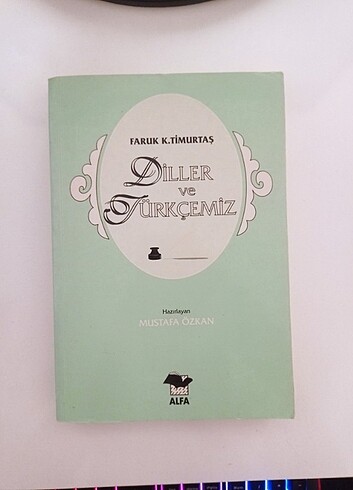 FARUK K.TİMURTAŞ
DİLLER
ve
TÜRKÇEMİZ
Hazırlayan
MUSTAFA ÖZKAN
ALFA